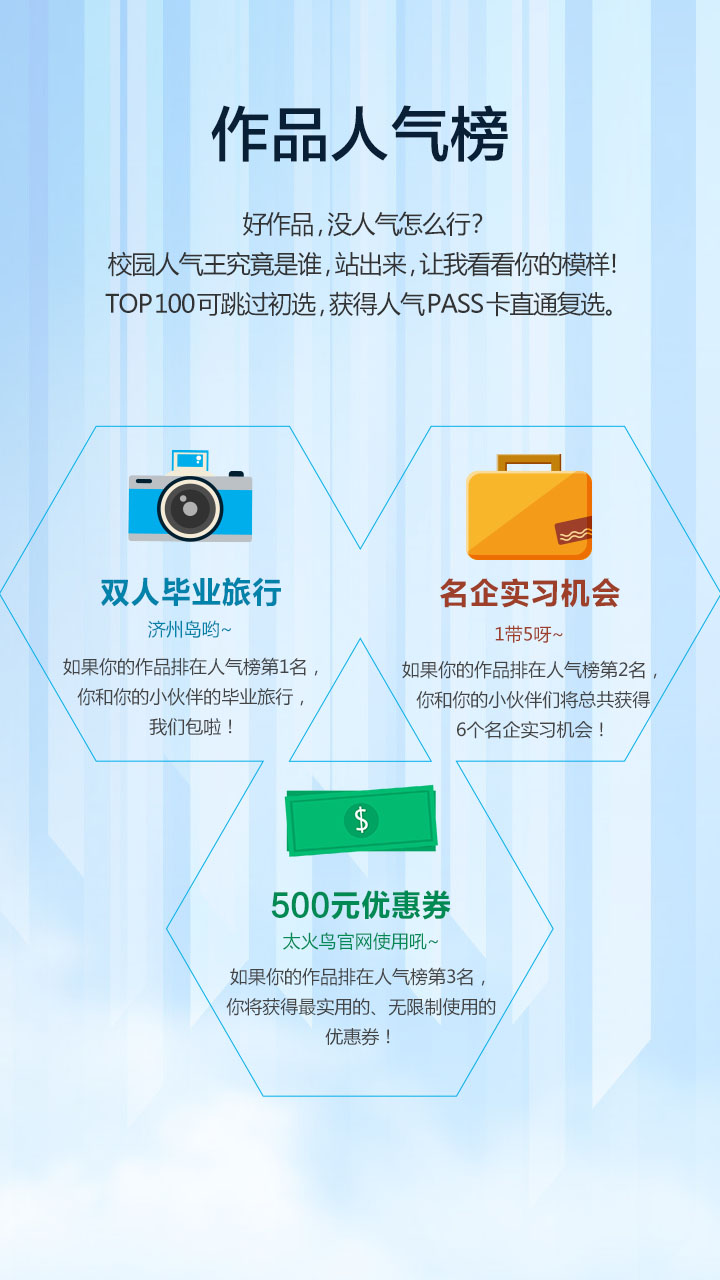 作品人气榜
好作品,没人气怎么行?
校园人气王究竟是谁,站出来,让我看看你的模样!
TOP100可跳过初选,获得人气PASS卡直通复选。
双人毕业旅行
济州岛哟~
如果你的作品排在人气榜第1名，
你和你的小伙伴的毕业旅行，
我们包啦！
名企实习机会
1带5呀~
如果你的作品排在人气榜第2名，
你和你的小伙伴们将总共获得
6个名企实习机会！
$
500元优惠券
太火鸟官网使用吼~
如果你的作品排在人气榜第3名，
你将获得最实用的、无限制使用的
优惠券！